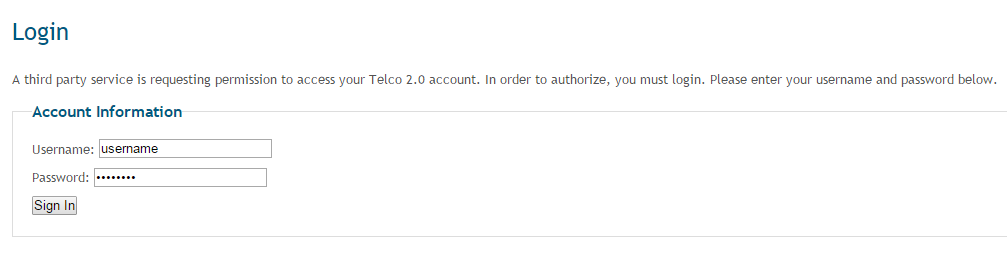 Login
A third party service is requesting permission to access your Telco 2.0 account. In order to authorize, you must login. Please enter your username and password below.
Account Information
Username: username
Password: ••••••••
Sign In